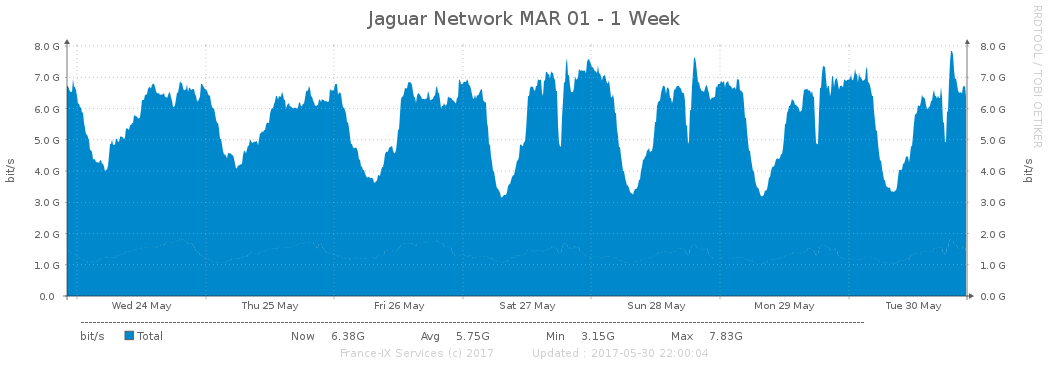 Jaguar Network MAR 01 - 1 Week
RRDTOOL / TOBI OETIKER
bit/s
8.0 G 8.0 G
7.0 G 7.0 G
6.0 G 6.0 G
5.0 G 5.0 G
4.0 G 4.0 G
3.0 G 3.0 G
2.0 G 2.0 G
1.0 G 1.0 G
0.0 0.0 G
bit/s
Wed 24 May Thu 25 May Fri 26 May Sat 27 May Sun 28 May Mon 29 May Tue 30 May
bit/s Total Now 6.38G Avg 5.75G Min 3.15G Max 7.83G
France-IX Services (c) 2017 Updated : 2017-05-30 22:00:04